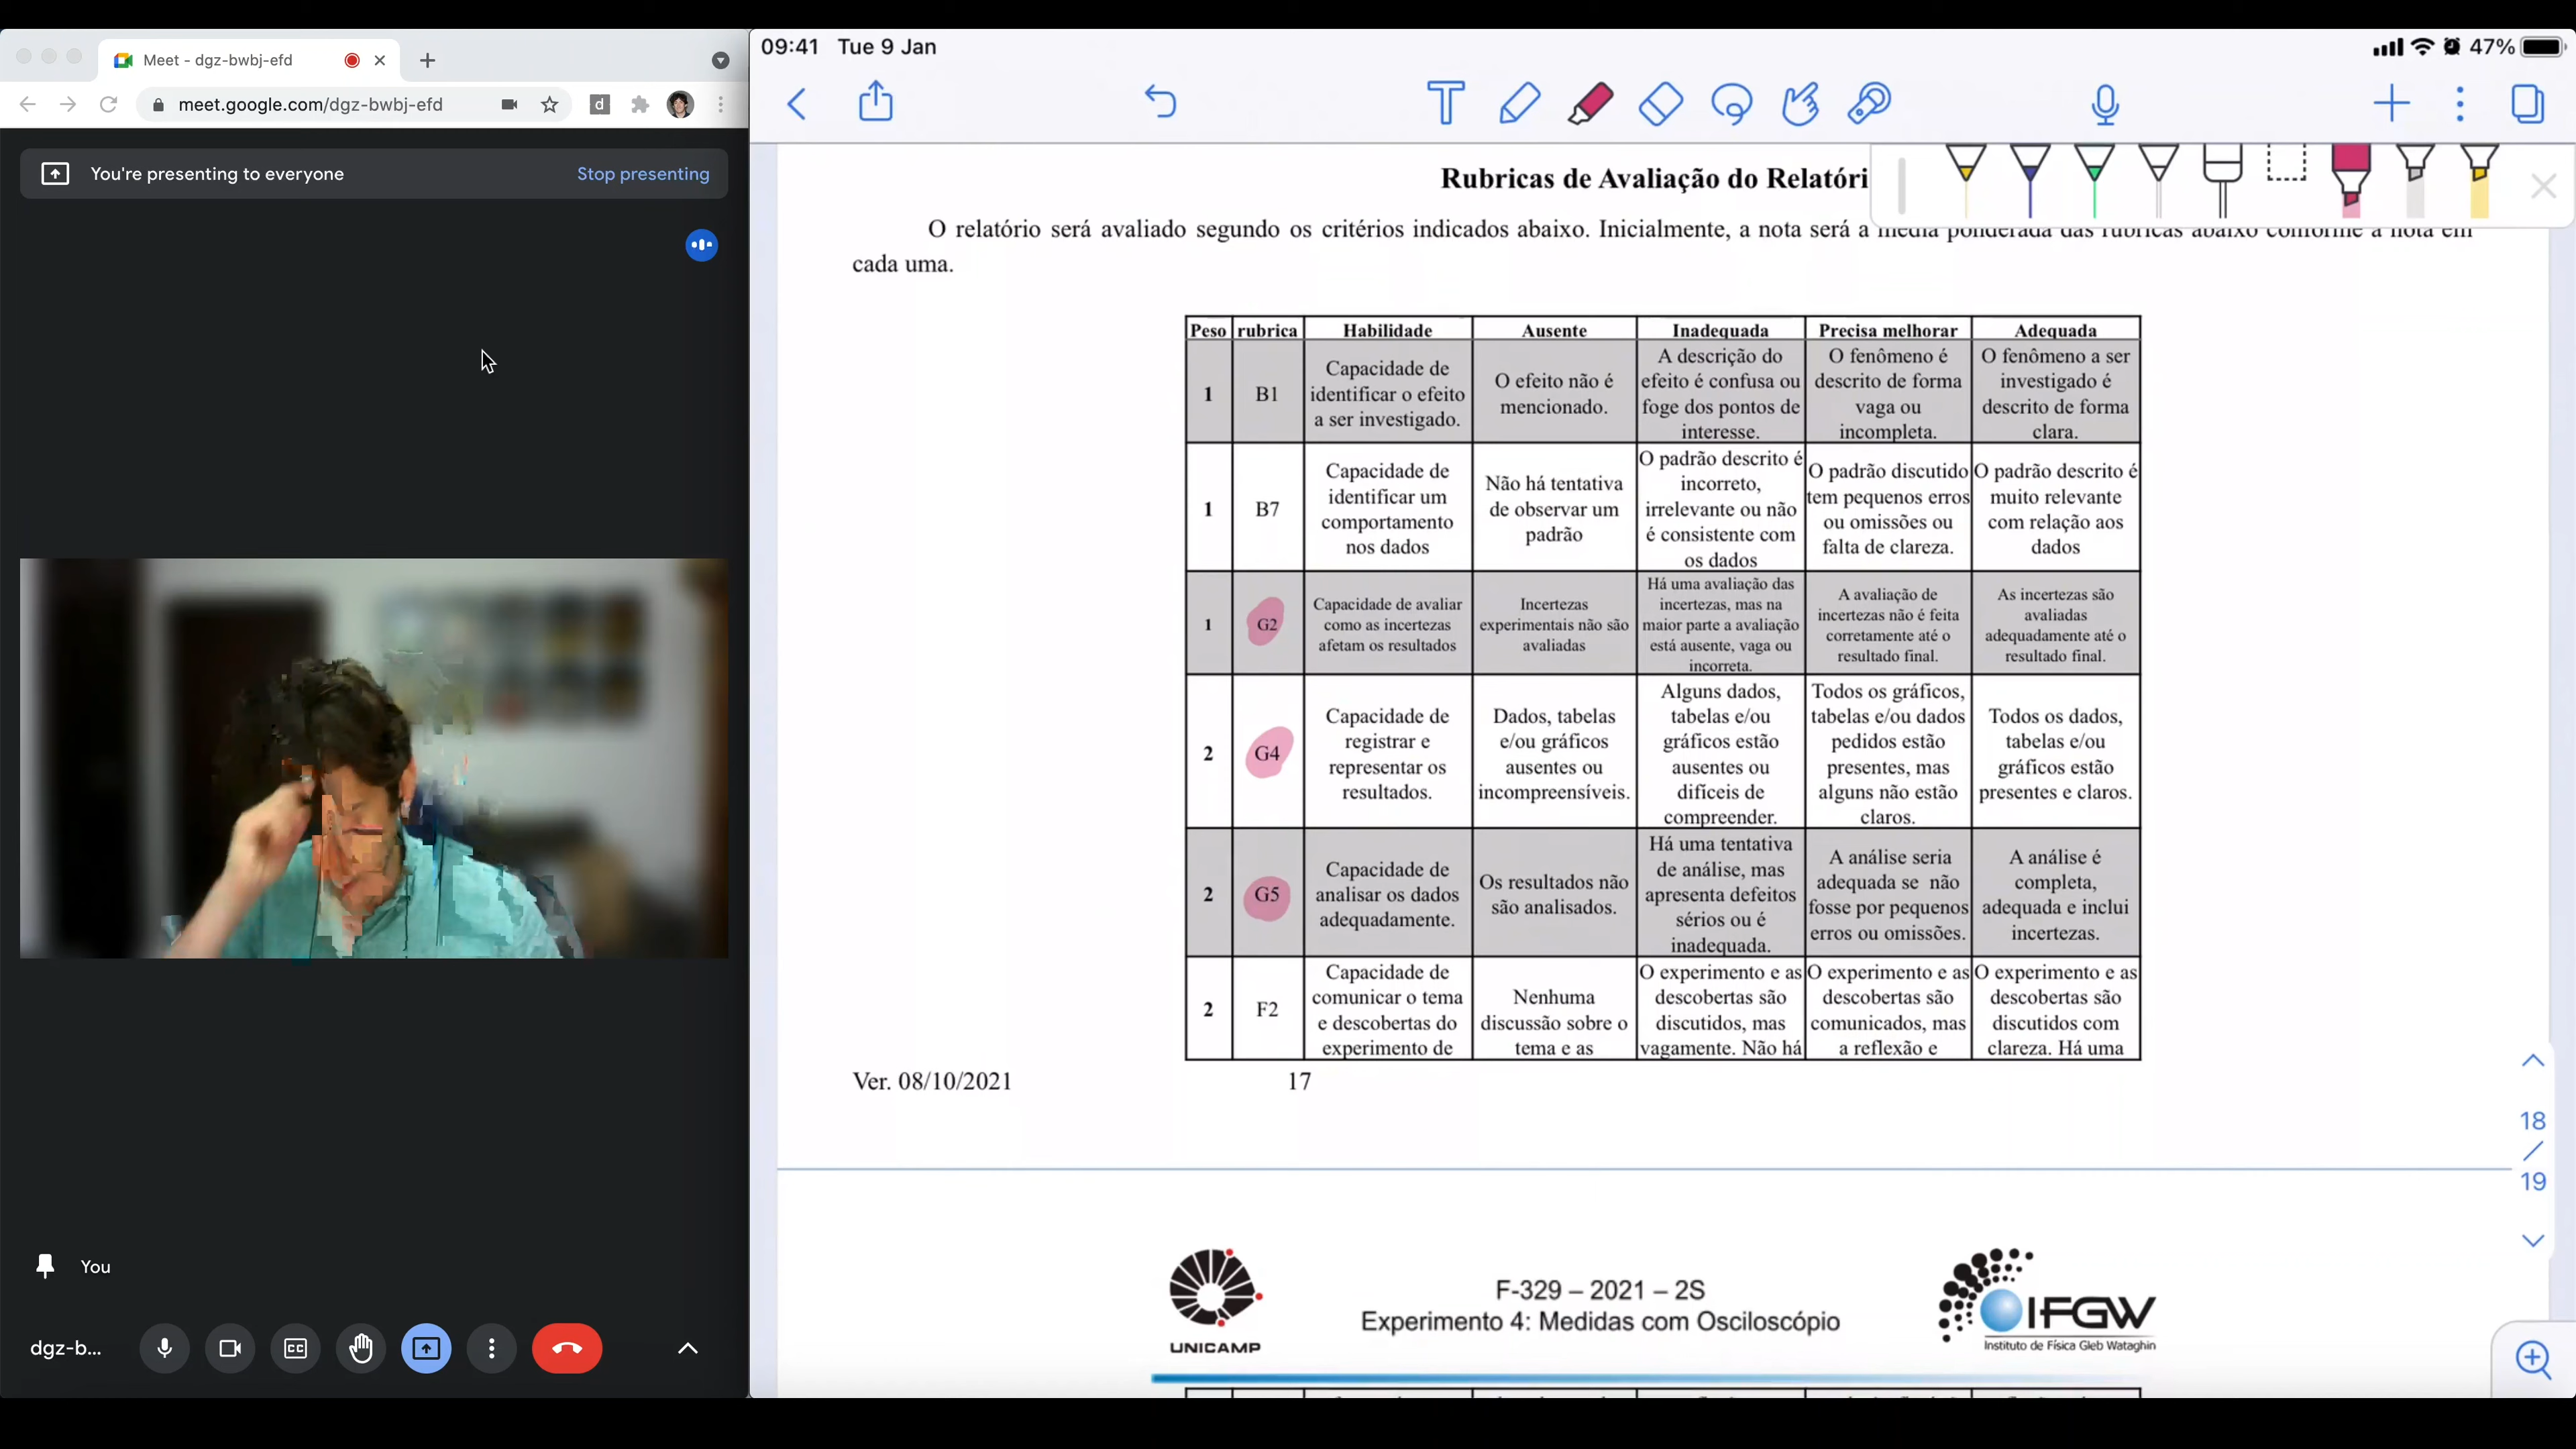 Meet - dgz-bwbj-efd
meet.google.com/dgz-bwbj-efd
d
You're presenting to everyone
Stop presenting
You
dgz-b...
CC
09:41 Tue 9 Jan
47%
T
Rubricas de Avaliação do Relatóri
O relatório será avaliado segundo os critérios indicados abaixo. Inicialmente, a nota será a média ponderada das rubricas abaixo conforme a nota em
cada uma.
Peso rubrica Habilidade Ausente Inadequada Precisa melhorar Adequada
1
B1
Capacidade de
identificar o efeito
a ser investigado.
O efeito não é
mencionado.
A descrição do
efeito é confusa ou
foge dos pontos de
interesse.
O fenômeno é
descrito de forma
vaga ou
incompleta.
O fenômeno a ser
investigado é
descrito de forma
clara.
1
B7
Capacidade de
identificar um
comportamento
nos dados
Não há tentativa
de observar um
padrão
O padrão descrito é
incorreto,
irrelevante ou não
é consistente com
os dados
O padrão discutido
tem pequenos erros
ou omissões ou
falta de clareza.
O padrão descrito é
muito relevante
com relação aos
dados
1
G2
Capacidade de avaliar
como as incertezas
afetam os resultados
Incertezas
experimentais não são
avaliadas
Há uma avaliação das
incertezas, mas na
maior parte a avaliação
está ausente, vaga ou
incorreta.
A avaliação de
incertezas não é feita
corretamente até o
resultado final.
As incertezas são
avaliadas
adequadamente até o
resultado final.
2
G4
Capacidade de
registrar e
representar os
resultados.
Dados, tabelas
e/ou gráficos
ausentes ou
incompreensíveis.
Alguns dados,
tabelas e/ou
gráficos estão
ausentes ou
difíceis de
compreender.
Todos os gráficos,
tabelas e/ou dados
pedidos estão
presentes, mas
alguns não estão
claros.
Todos os dados,
tabelas e/ou
gráficos estão
presentes e claros.
2
G5
Capacidade de
analisar os dados
adequadamente.
Os resultados não
são analisados.
Há uma tentativa
de análise, mas
apresenta defeitos
sérios ou é
inadequada.
A análise seria
adequada se não
fosse por pequenos
erros ou omissões.
A análise é
completa,
adequada e inclui
incertezas.
2
F2
Capacidade de
comunicar o tema
e descobertas do
experimento de
Nenhuma
discussão sobre o
tema e as
O experimento e as
descobertas são
discutidos, mas
vagamente. Não há
O experimento e as
descobertas são
comunicados, mas
a reflexão e
O experimento e as
descobertas são
discutidos com
clareza. Há uma
Ver. 08/10/2021 17
18
/
19
UNICAMP
F-329 – 2021 – 2S
Experimento 4: Medidas com Osciloscópio
IFGW
Instituto de Física Gleb Wataghin